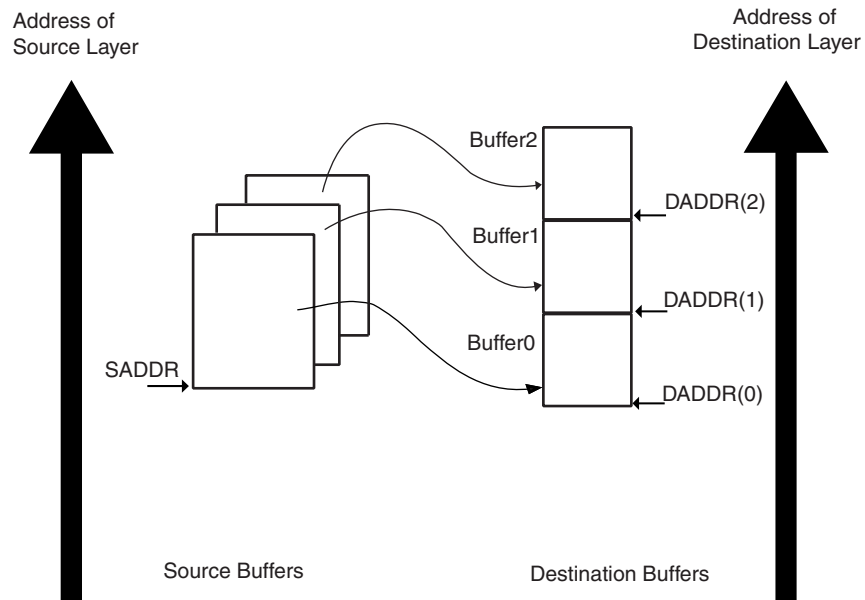 Address of
Source Layer
Address of
Destination Layer
Buffer2
DADDR(2)
Buffer1
DADDR(1)
Buffer0
SADDR
DADDR(0)
Source Buffers
Destination Buffers